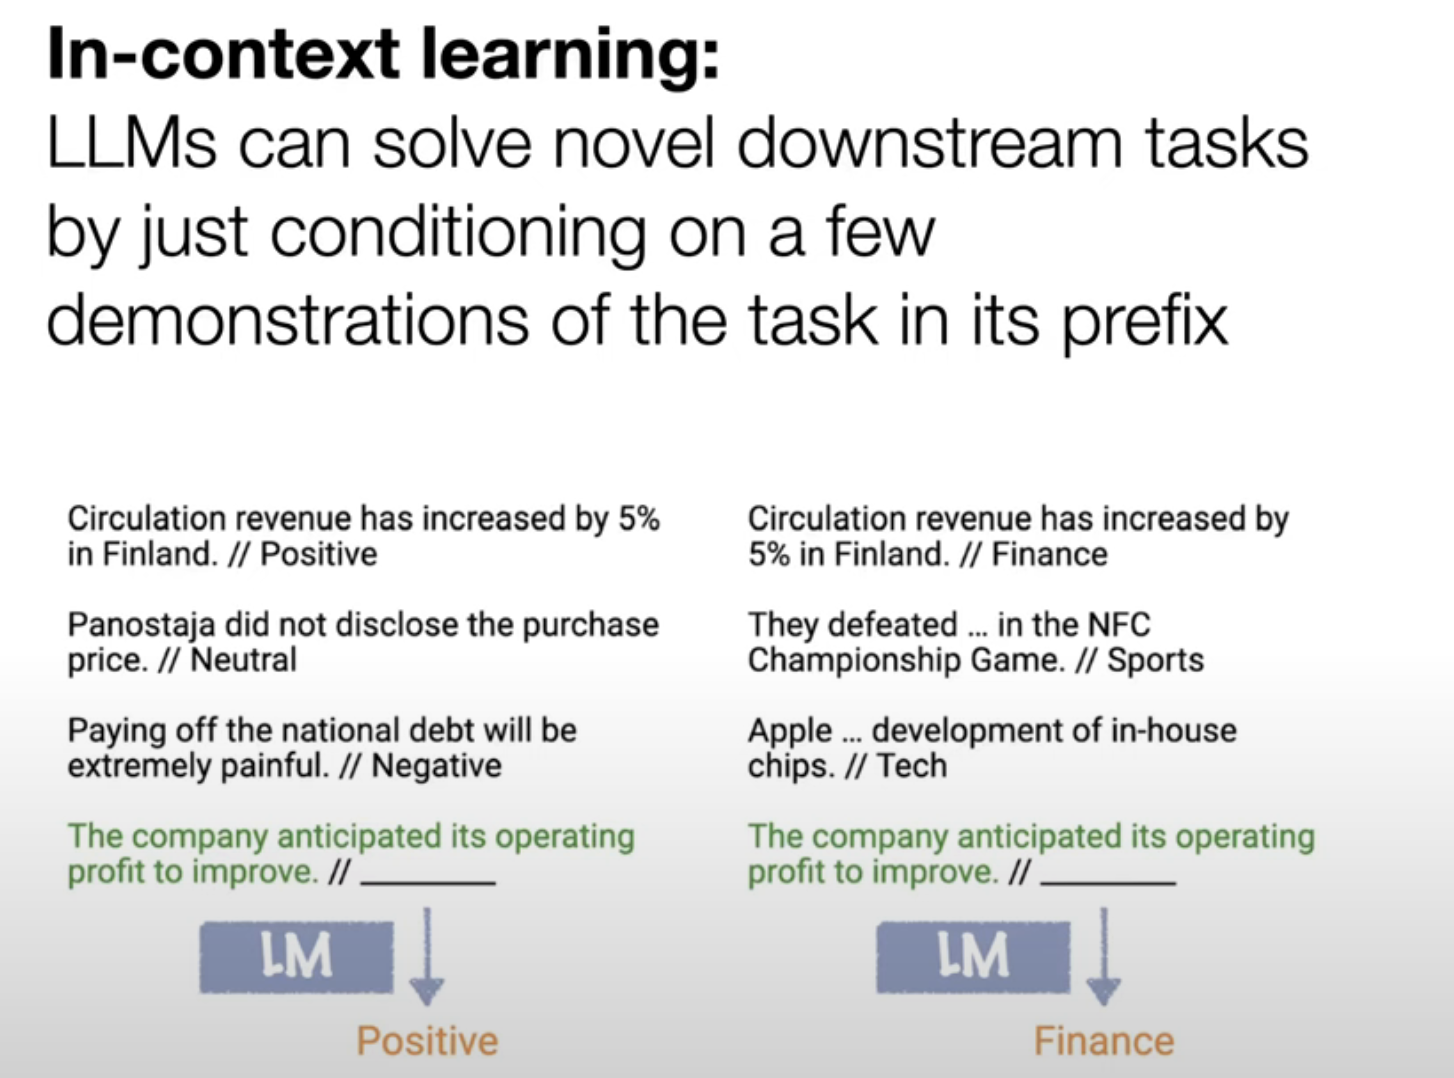 In-context learning:
LLMs can solve novel downstream tasks
by just conditioning on a few
demonstrations of the task in its prefix
Circulation revenue has increased by 5%
in Finland. // Positive
Panostaja did not disclose the purchase
price. // Neutral
Paying off the national debt will be
extremely painful. // Negative
The company anticipated its operating
profit to improve. // ________
LM
Positive
Circulation revenue has increased by
5% in Finland. // Finance
They defeated ... in the NFC
Championship Game. // Sports
Apple ... development of in-house
chips. // Tech
The company anticipated its operating
profit to improve. // ________
LM
Finance